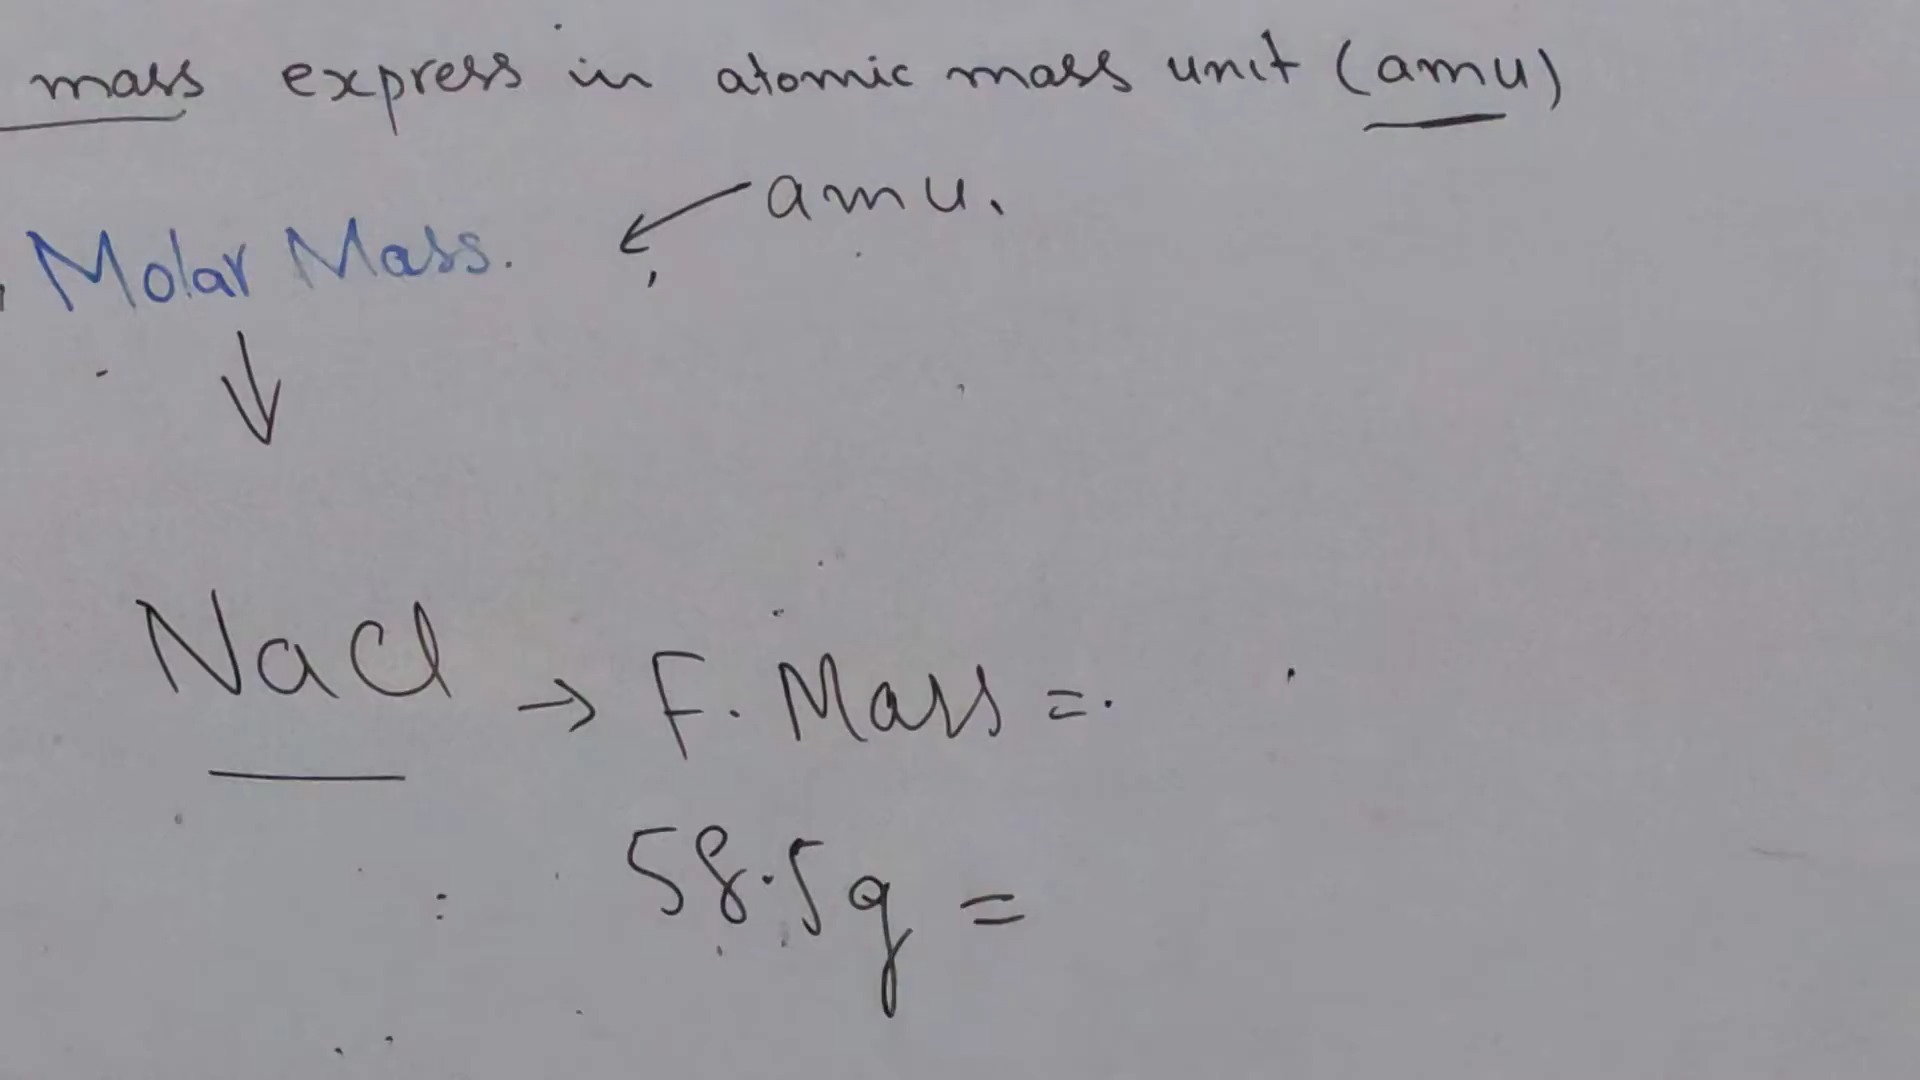 mass express in atomic mass unit (amu)
amu.
Molar Mass.
NaCl → F. Mass =
58.5g =